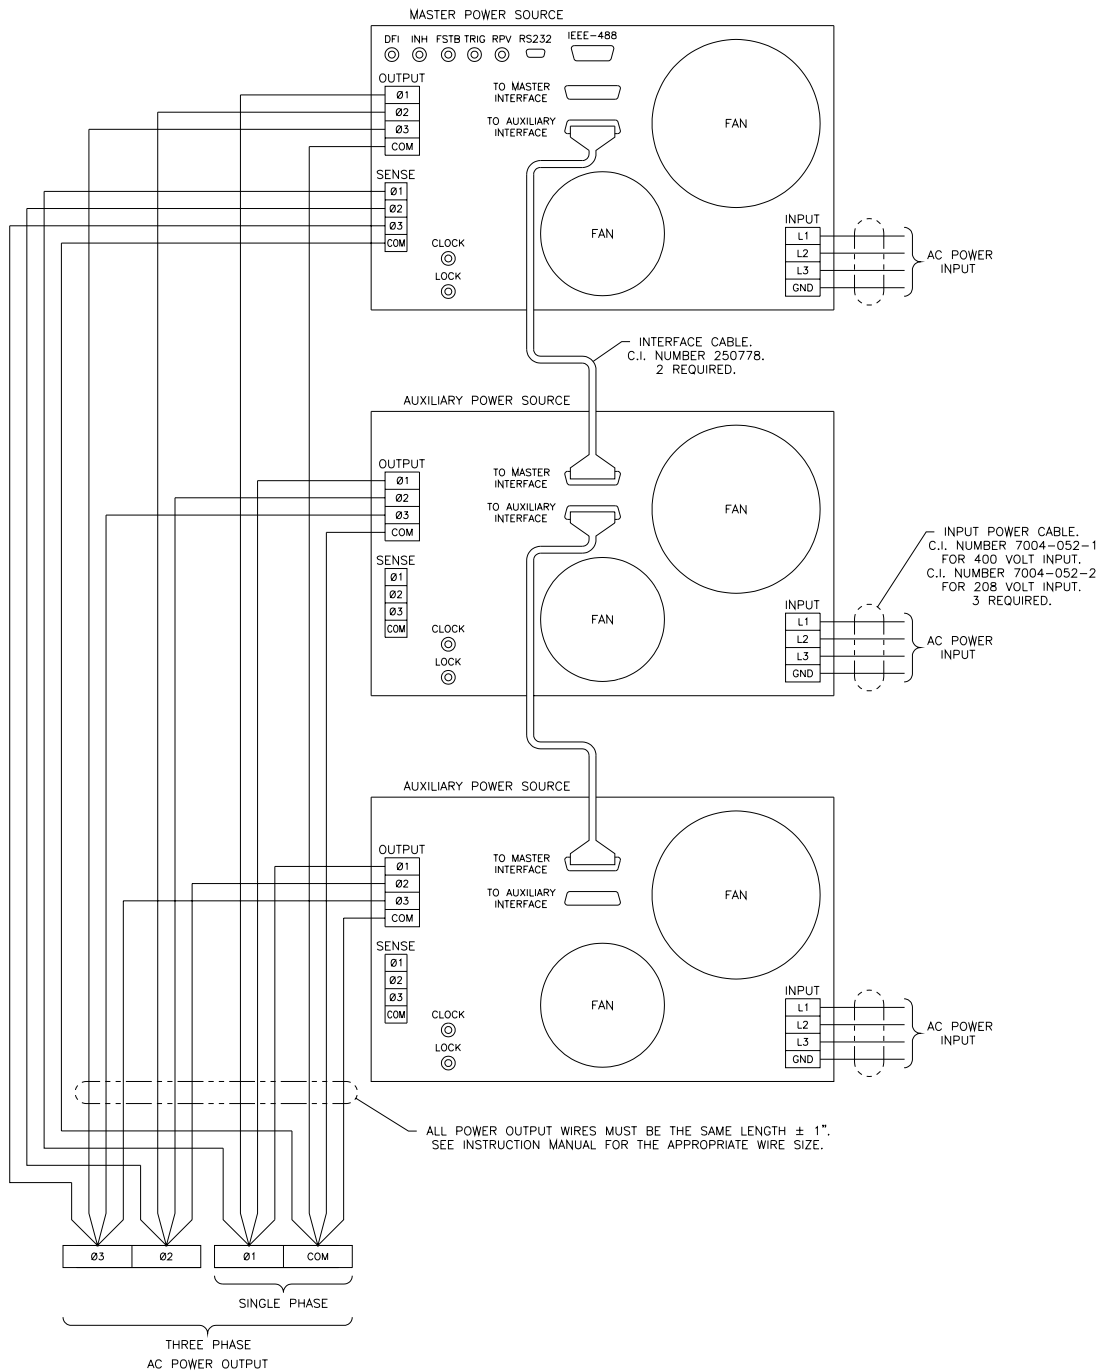 MASTER POWER SOURCE
DFI INH FSTB TRIG RPV RS232 IEEE-488
OUTPUT
Ø1
Ø2
Ø3
COM
TO MASTER
INTERFACE
TO AUXILIARY
INTERFACE
FAN
SENSE
Ø1
Ø2
Ø3
COM
CLOCK
LOCK
FAN
INPUT
L1
L2
L3
GND
AC POWER
INPUT
INTERFACE CABLE.
C.I. NUMBER 250778.
2 REQUIRED.
AUXILIARY POWER SOURCE
OUTPUT
Ø1
Ø2
Ø3
COM
TO MASTER
INTERFACE
TO AUXILIARY
INTERFACE
FAN
SENSE
Ø1
Ø2
Ø3
COM
CLOCK
LOCK
FAN
INPUT
L1
L2
L3
GND
AC POWER
INPUT
INPUT POWER CABLE.
C.I. NUMBER 7004-052-1
FOR 400 VOLT INPUT.
C.I. NUMBER 7004-052-2
FOR 208 VOLT INPUT.
3 REQUIRED.
AUXILIARY POWER SOURCE
OUTPUT
Ø1
Ø2
Ø3
COM
TO MASTER
INTERFACE
TO AUXILIARY
INTERFACE
FAN
SENSE
Ø1
Ø2
Ø3
COM
CLOCK
LOCK
FAN
INPUT
L1
L2
L3
GND
AC POWER
INPUT
ALL POWER OUTPUT WIRES MUST BE THE SAME LENGTH ± 1".
SEE INSTRUCTION MANUAL FOR THE APPROPRIATE WIRE SIZE.
Ø3 Ø2 Ø1 COM
SINGLE PHASE
THREE PHASE
AC POWER OUTPUT